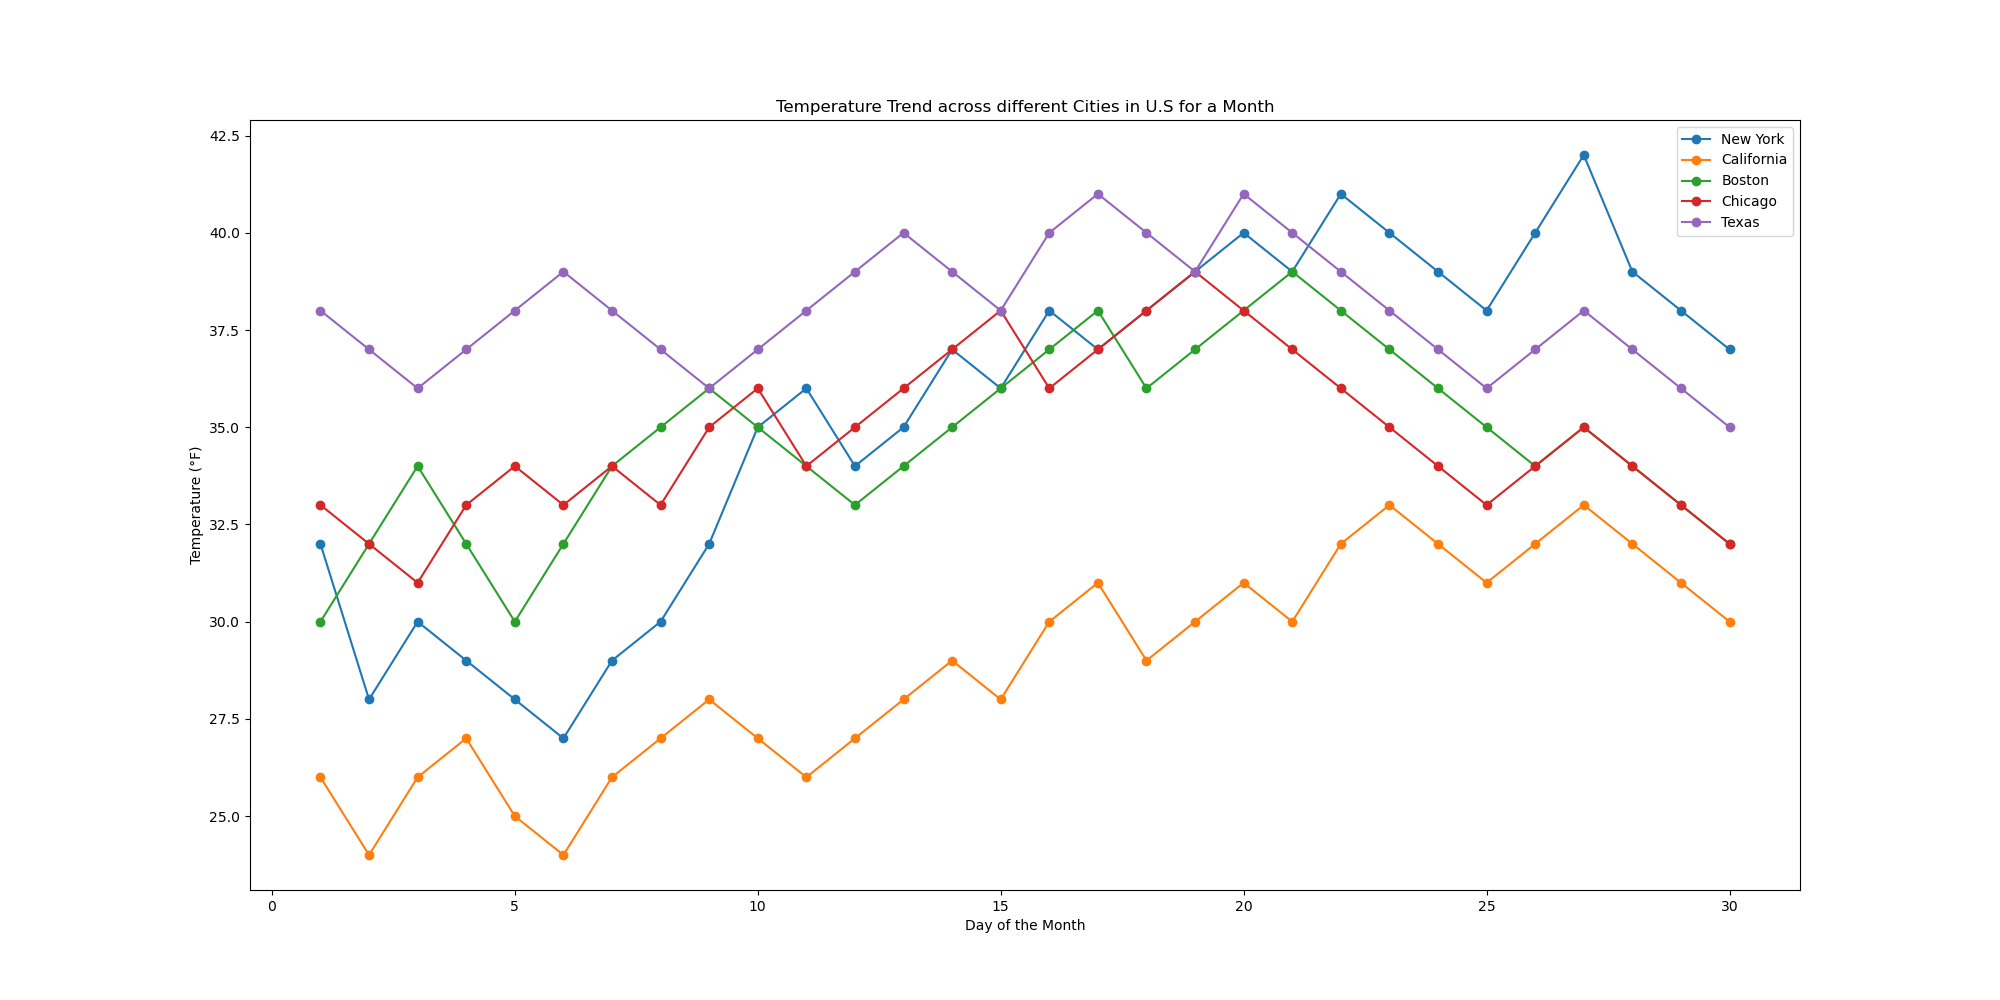 Temperature Trend across different Cities in U.S for a Month
42.5
40.0
37.5
35.0
32.5
30.0
27.5
25.0
Temperature (°F)
New York
California
Boston
Chicago
Texas
0 5 10 15 20 25 30
Day of the Month